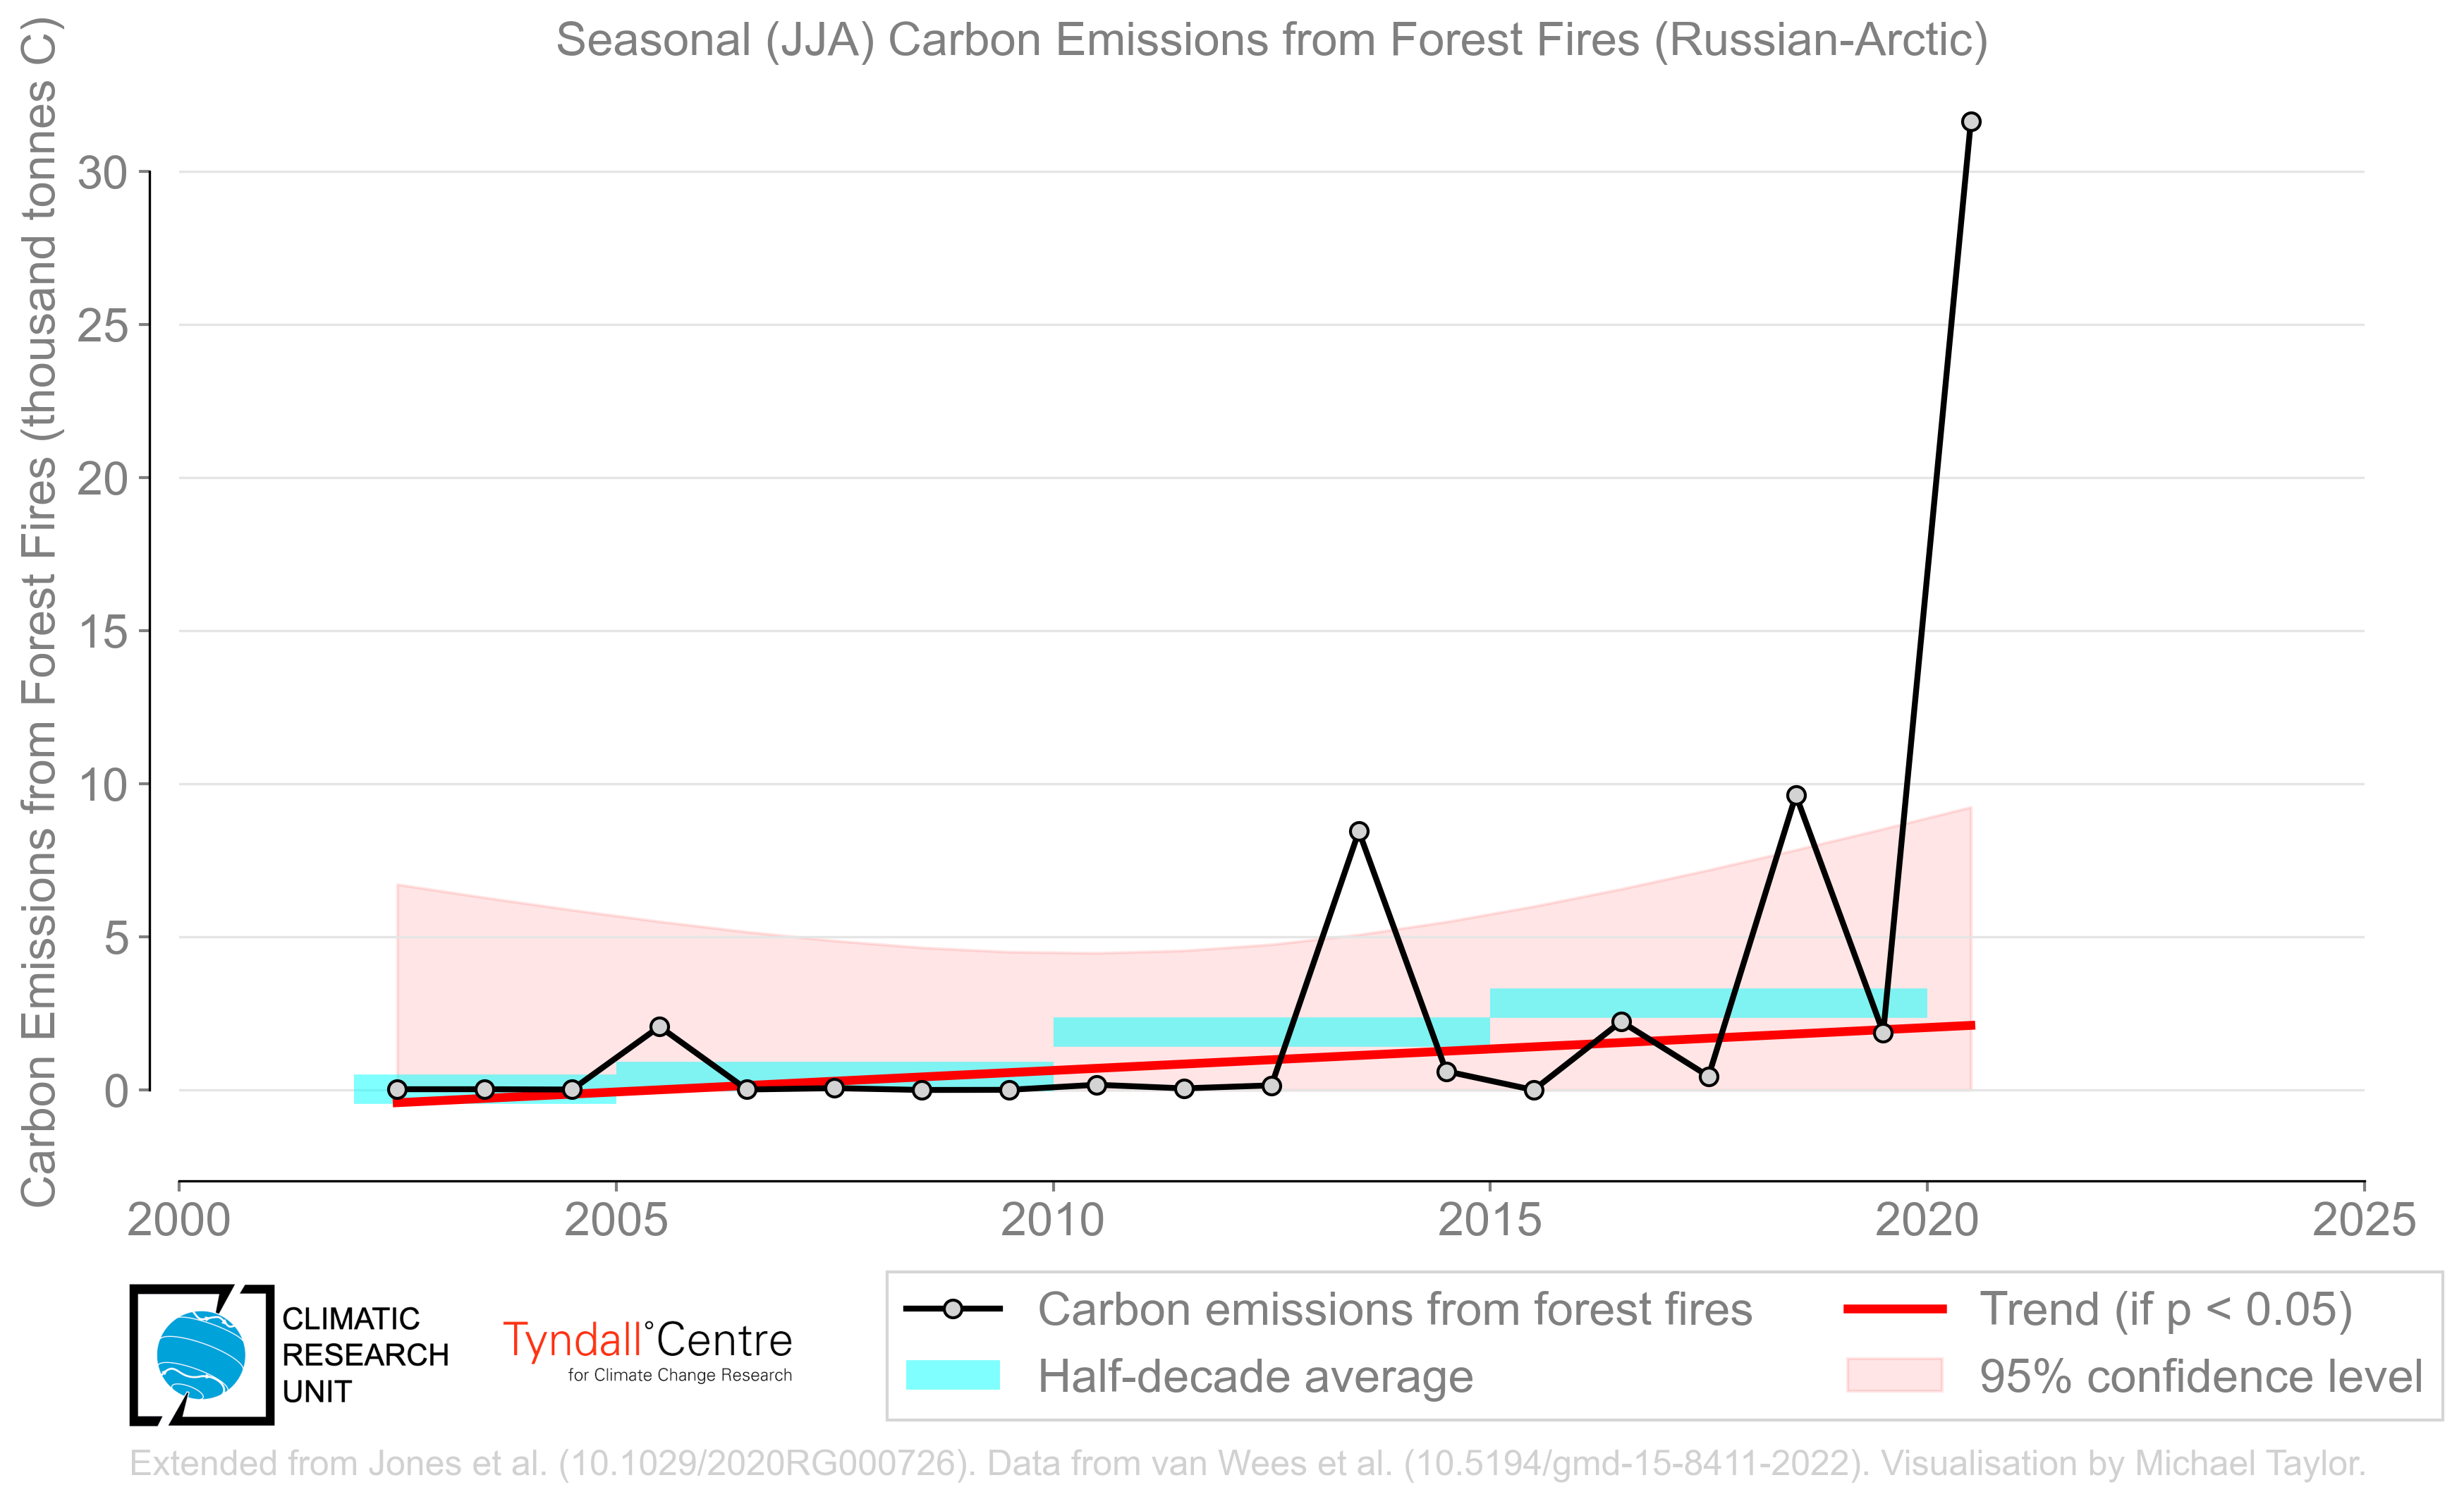 Seasonal (JJA) Carbon Emissions from Forest Fires (Russian-Arctic)
Carbon Emissions from Forest Fires (thousand tonnes C)
30
25
20
15
10
5
0
2000 2005 2010 2015 2020 2025
CLIMATIC
RESEARCH
UNIT
Tyndall°Centre
for Climate Change Research
Carbon emissions from forest fires
Half-decade average
Trend (if p < 0.05)
95% confidence level
Extended from Jones et al. (10.1029/2020RG000726). Data from van Wees et al. (10.5194/gmd-15-8411-2022). Visualisation by Michael Taylor.